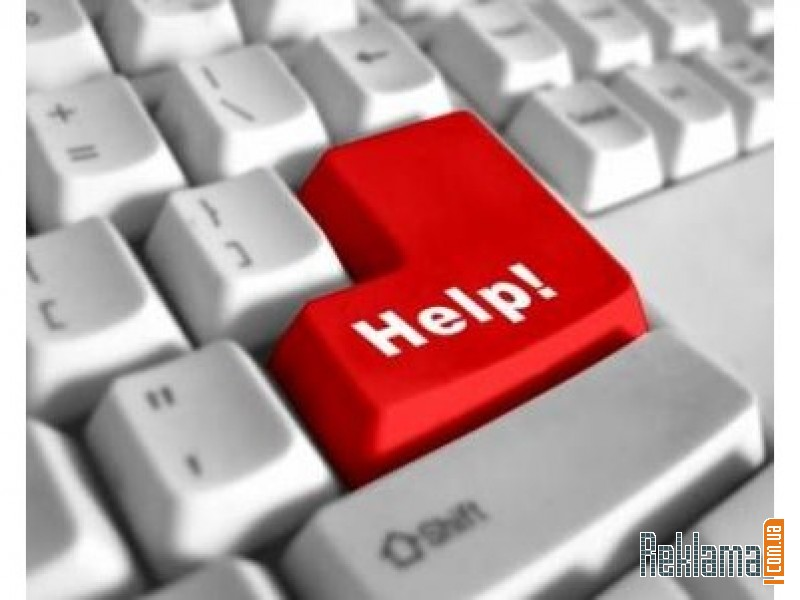 +
=
Help!
"
'
Shift
Reklama
.com.ua